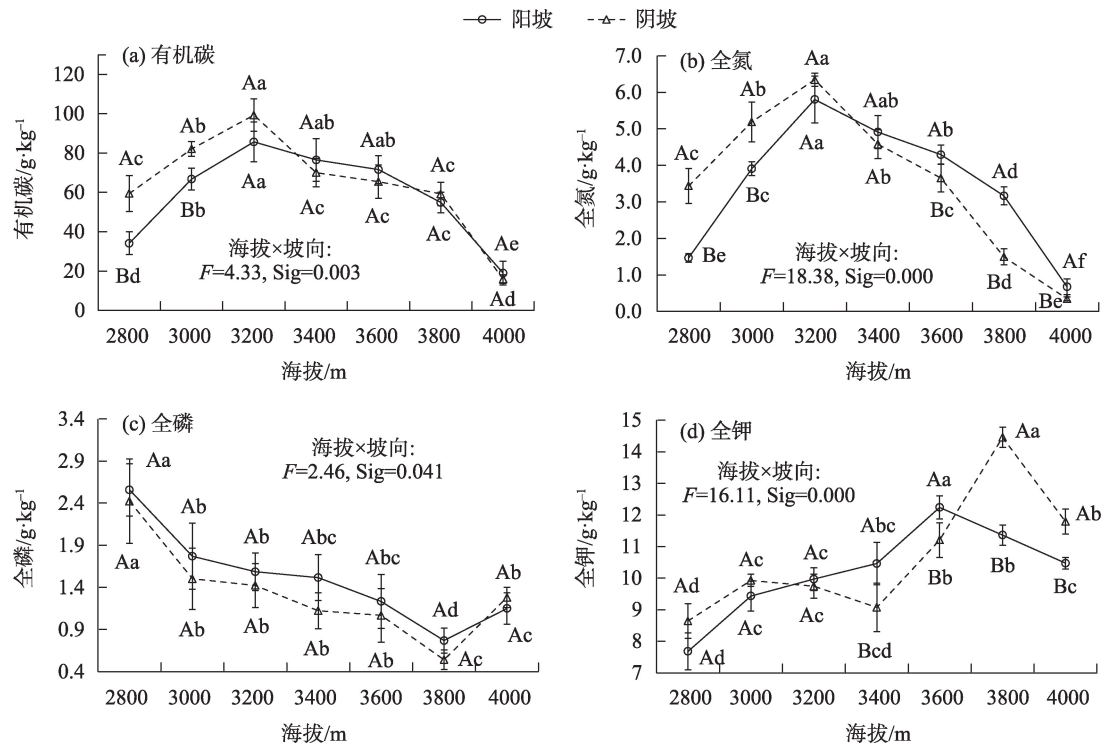 阳坡 阴坡
(a) 有机碳
有机碳/g·kg⁻¹
120
100
80
60
40
20
0
Ac
Ab
Aa
Aab
Aab
Ac
Ae
Bd
Bb
Aa
Ac
Ac
Ac
Ad
海拔×坡向:
F=4.33, Sig=0.003
2800 3000 3200 3400 3600 3800 4000
海拔/m
(b) 全氮
全氮/g·kg⁻¹
7.0
6.0
5.0
4.0
3.0
2.0
1.0
0.0
Ac
Ab
Aa
Aab
Ab
Ad
Af
Be
Bc
Aa
Ab
Bc
Bd
Be
海拔×坡向:
F=18.38, Sig=0.000
2800 3000 3200 3400 3600 3800 4000
海拔/m
(c) 全磷
全磷/g·kg⁻¹
3.4
2.9
2.4
1.9
1.4
0.9
0.4
海拔×坡向:
F=2.46, Sig=0.041
Aa
Ab
Ab
Abc
Abc
Ad
Ab
Aa
Ab
Ab
Ab
Ab
Ac
Ac
2800 3000 3200 3400 3600 3800 4000
海拔/m
(d) 全钾
全钾/g·kg⁻¹
15
14
13
12
11
10
9
8
7
海拔×坡向:
F=16.11, Sig=0.000
Ad
Ac
Ac
Abc
Aa
Aa
Ab
Ad
Ac
Ac
Bcd
Bb
Bb
Bc
2800 3000 3200 3400 3600 3800 4000
海拔/m